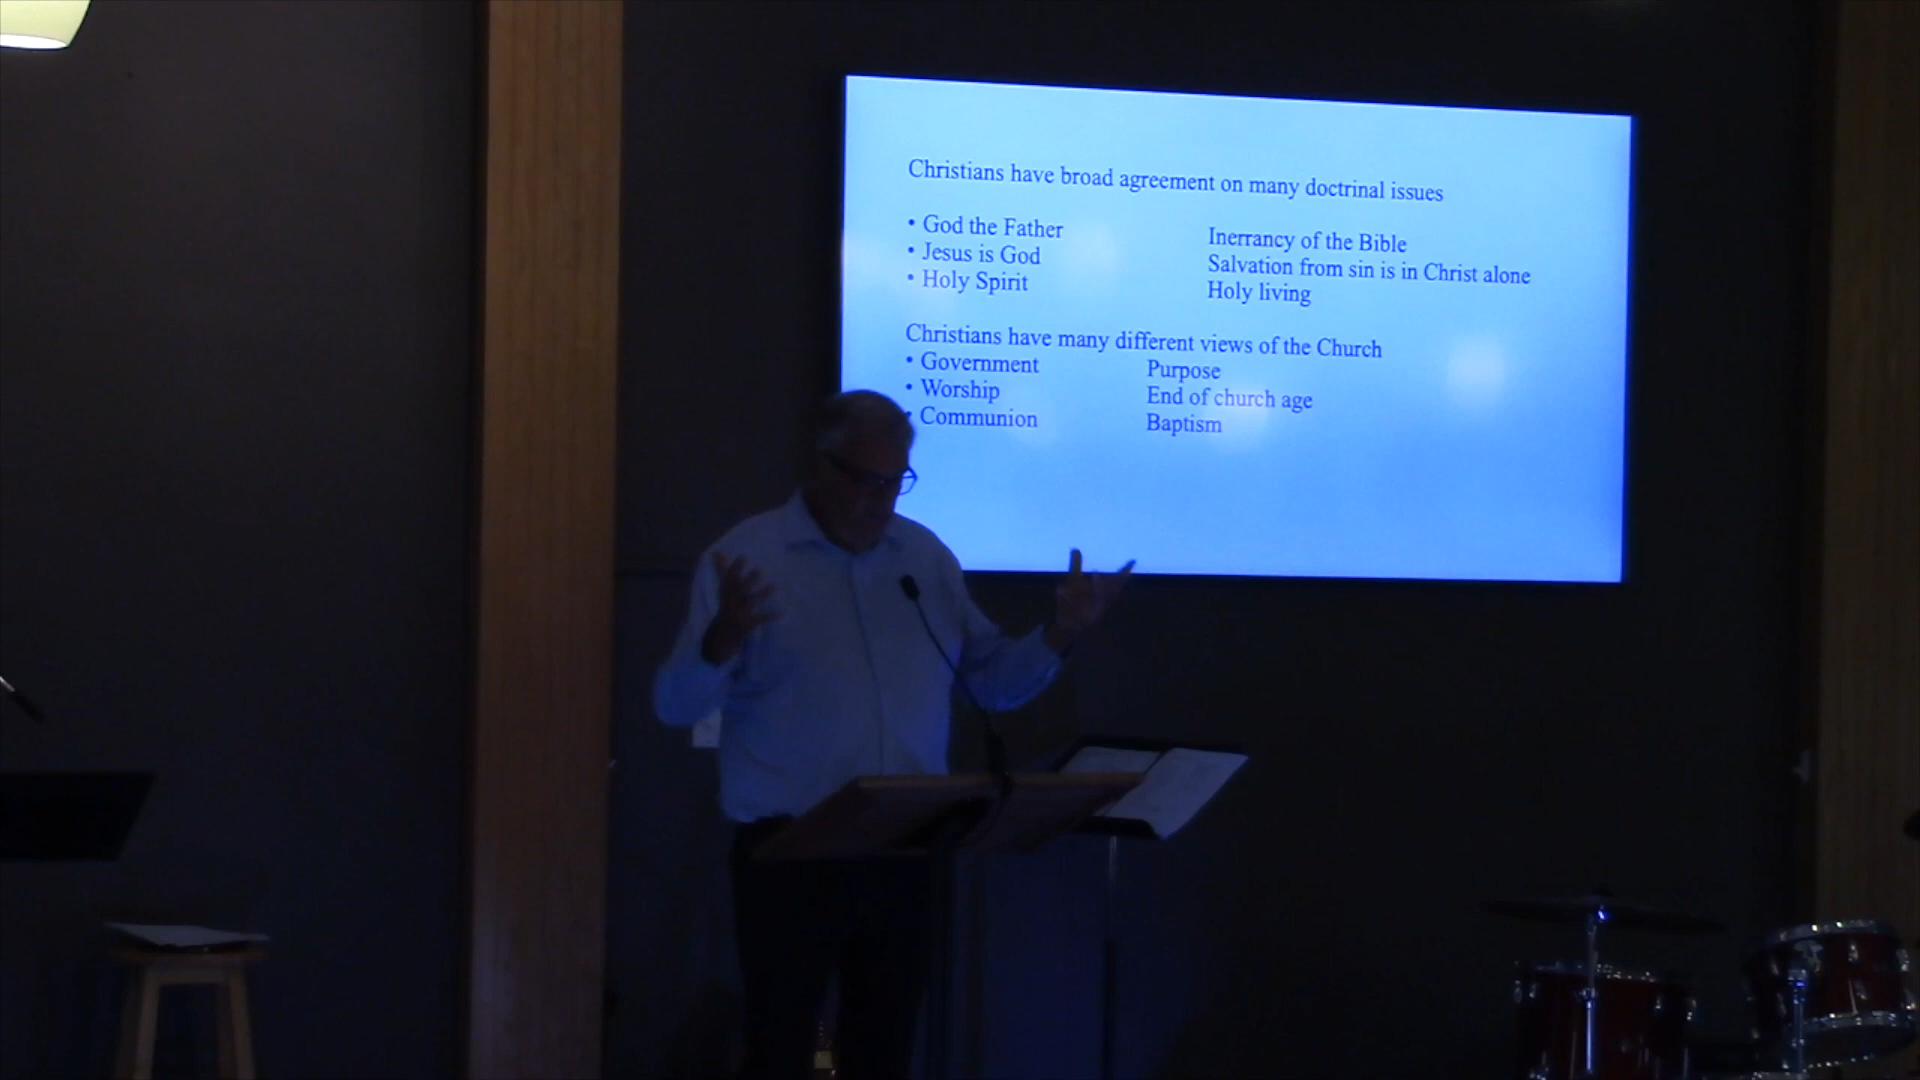 Christians have broad agreement on many doctrinal issues
• God the Father Inerrancy of the Bible
• Jesus is God Salvation from sin is in Christ alone
• Holy Spirit Holy living
Christians have many different views of the Church
• Government Purpose
• Worship End of church age
• Communion Baptism